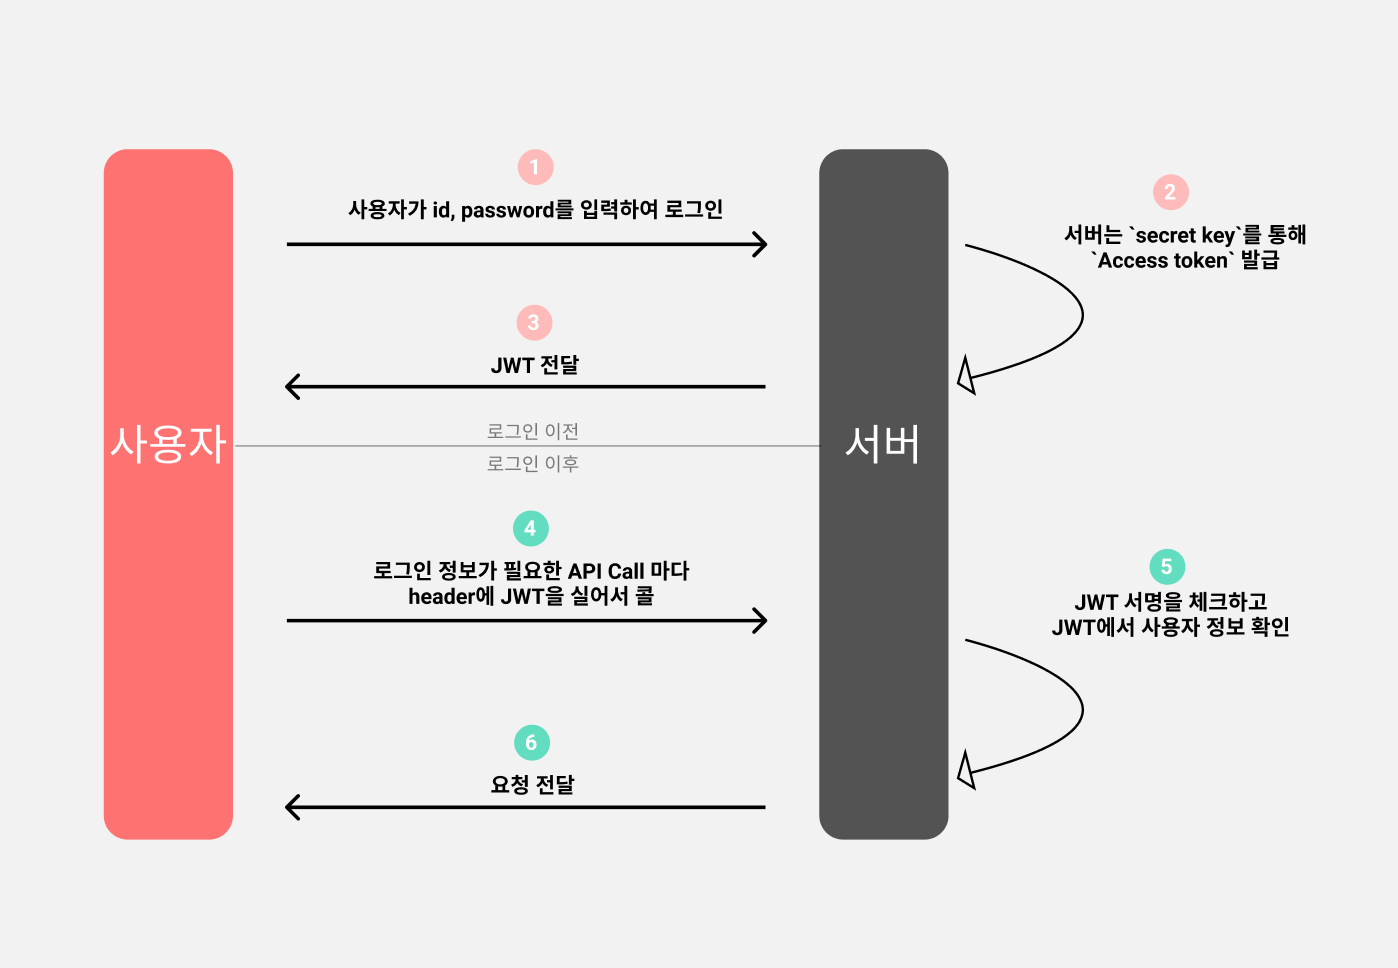 1
사용자가 id, password를 입력하여 로그인
2
서버는 `secret key`를 통해
`Access token` 발급
3
JWT 전달
사용자
로그인 이전
로그인 이후
서버
4
로그인 정보가 필요한 API Call 마다
header에 JWT을 실어서 콜
5
JWT 서명을 체크하고
JWT에서 사용자 정보 확인
6
요청 전달